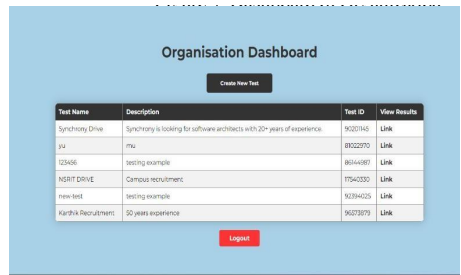 Organisation Dashboard
Create New Test
Test Name Description Test ID View Results
Synchrony Drive Synchrony is looking for software architects with 20+ years of experience. 90201145 Link
yu mu 81022970 Link
123456 testing example 86144987 Link
NSRIT DRIVE Campus recruitment 17540330 Link
new-test testing example 92394025 Link
Karthik Recruitment 50 years experience 96573979 Link
Logout